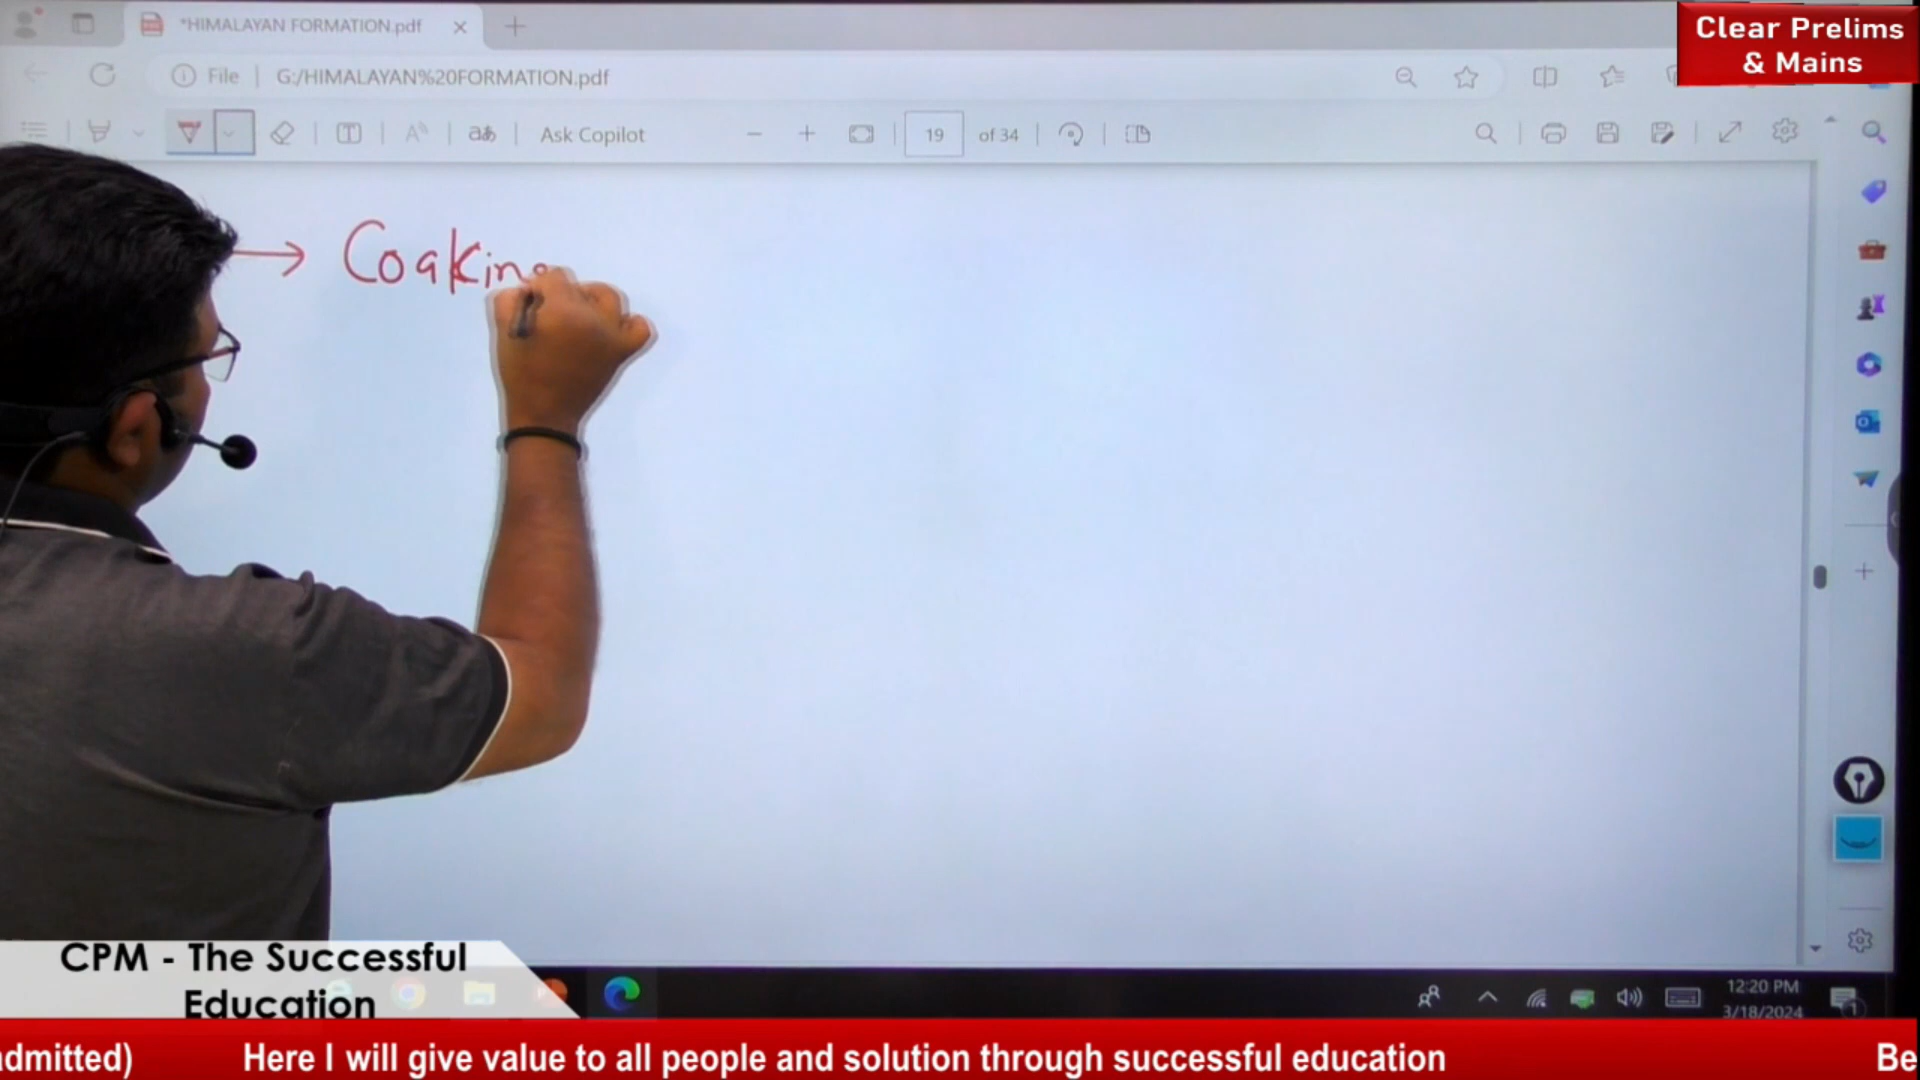 *HIMALAYAN FORMATION.pdf
Clear Prelims
& Mains
File
G:/HIMALAYAN%20FORMATION.pdf
Ask Copilot
19 of 34
Coaking
CPM - The Successful
Education
12:20 PM
3/18/2024
1
admitted) Here I will give value to all people and solution through successful education Be